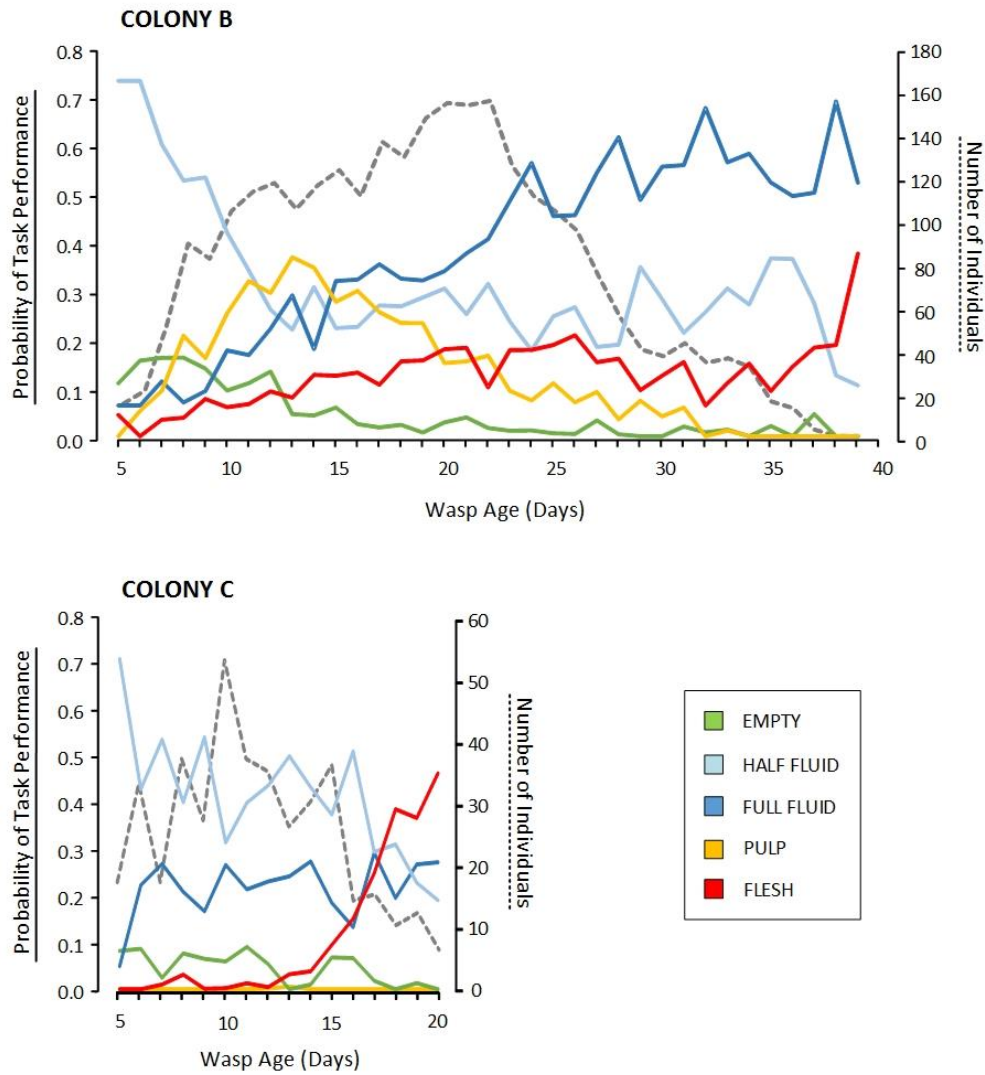 COLONY B
Probability of Task Performance
0.8
0.7
0.6
0.5
0.4
0.3
0.2
0.1
0.0
180
160
140
120
100
80
60
40
20
0
Number of Individuals
5 10 15 20 25 30 35 40
Wasp Age (Days)
COLONY C
Probability of Task Performance
0.8
0.7
0.6
0.5
0.4
0.3
0.2
0.1
0.0
60
50
40
30
20
10
0
Number of Individuals
5 10 15 20
Wasp Age (Days)
EMPTY
HALF FLUID
FULL FLUID
PULP
FLESH